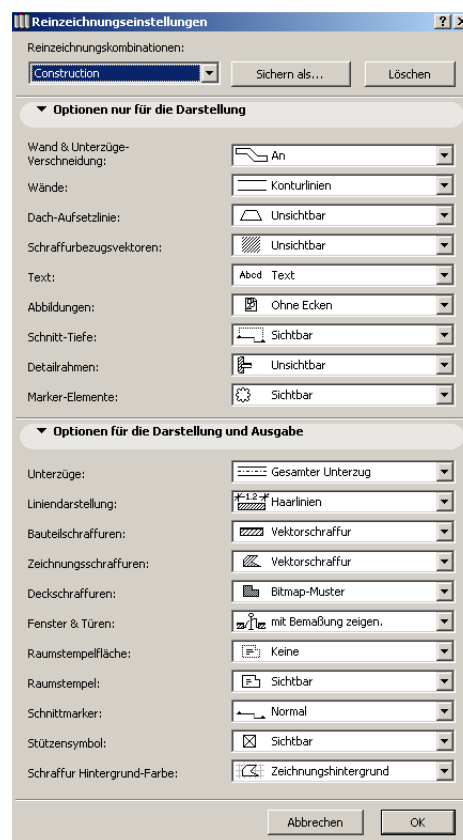 Reinzeichnungseinstellungen
Reinzeichnungskombinationen:
Construction
Sichern als...
Löschen
Optionen nur für die Darstellung
Wand & Unterzüge-
Verschneidung:
An
Wände:
Konturlinien
Dach-Aufsetzlinie:
Unsichtbar
Schraffurbezugsvektoren:
Unsichtbar
Text:
Abcd Text
Abbildungen:
Ohne Ecken
Schnitt-Tiefe:
Sichtbar
Detailrahmen:
Unsichtbar
Marker-Elemente:
Sichtbar
Optionen für die Darstellung und Ausgabe
Unterzüge:
Gesamter Unterzug
Liniendarstellung:
1.2 Haarlinien
Bauteilschraffuren:
Vektorschraffur
Zeichnungsschraffuren:
Vektorschraffur
Deckschraffuren:
Bitmap-Muster
Fenster & Türen:
mit Bemaßung zeigen.
Raumstempelfläche:
Keine
Raumstempel:
Sichtbar
Schnittmarker:
Normal
Stützensymbol:
Sichtbar
Schraffur Hintergrund-Farbe:
Zeichnungshintergrund
Abbrechen
OK